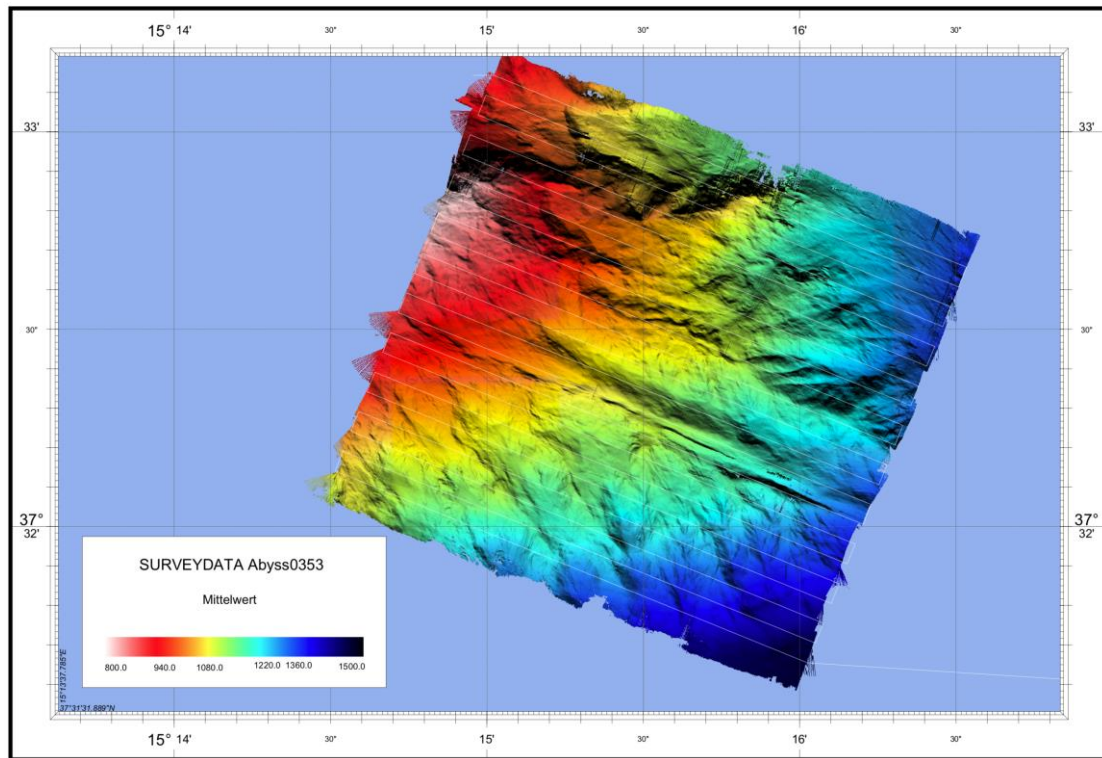 15° 14' 30" 15' 30" 16' 30"
33' 33'
30" 30"
37° 37°
32' 32'
SURVEYDATA Abyss0353
Mittelwert
800.0 940.0 1080.0 1220.0 1360.0 1500.0
15°13'37.785"E
37°31'31.889"N
15° 14' 30" 15' 30" 16' 30"